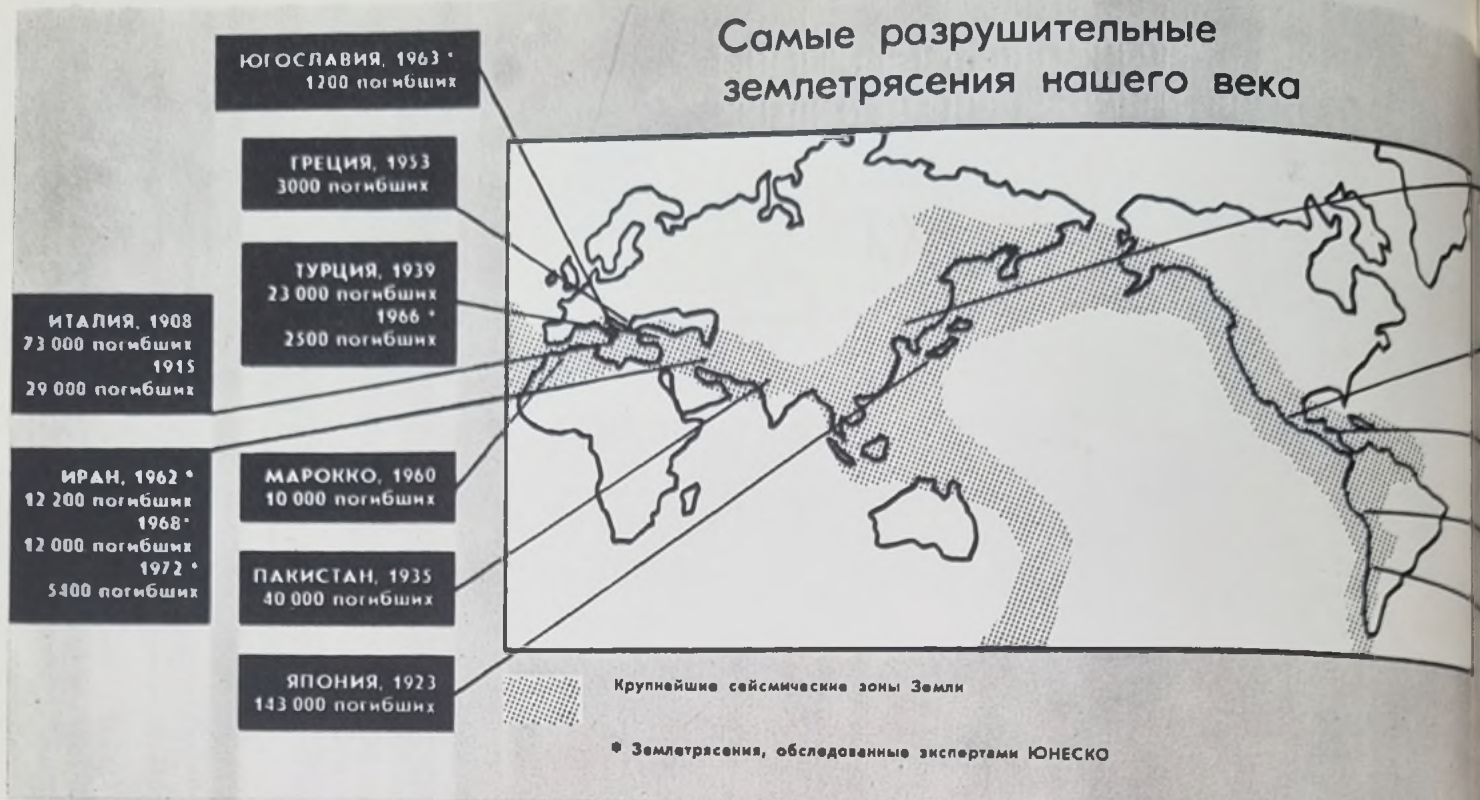 Самые разрушительные
землетрясения нашего века
ЮГОСЛАВИЯ, 1963 *
1200 погибших
ГРЕЦИЯ, 1953
3000 погибших
ТУРЦИЯ, 1939
23 000 погибших
1966 *
2500 погибших
ИТАЛИЯ, 1908
73 000 погибших
1915
29 000 погибших
ИРАН, 1962 *
12 200 погибших
1968 *
12 000 погибших
1972 *
5400 погибших
МАРОККО, 1960
10 000 погибших
ПАКИСТАН, 1935
40 000 погибших
ЯПОНИЯ, 1923
143 000 погибших
Крупнейшие сейсмические зоны Земли
* Землетрясения, обследованные экспертами ЮНЕСКО